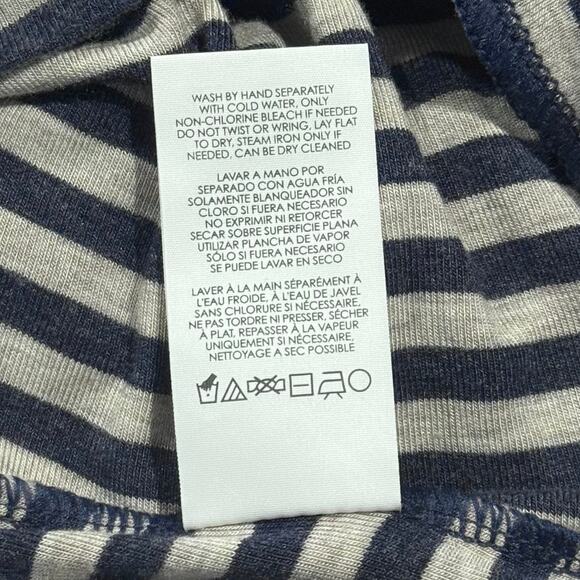 WASH BY HAND SEPARATELY
WITH COLD WATER, ONLY
NON-CHLORINE BLEACH IF NEEDED
DO NOT TWIST OR WRING, LAY FLAT
TO DRY, STEAM IRON ONLY IF
NEEDED, CAN BE DRY CLEANED
LAVAR A MANO POR
SEPARADO CON AGUA FRÍA
SOLAMENTE BLANQUEADOR SIN
CLORO SI FUERA NECESARIO
NO EXPRIMIR NI RETORCER
SECAR SOBRE SUPERFICIE PLANA
UTILIZAR PLANCHA DE VAPOR
SÓLO SI FUERA NECESARIO
SE PUEDE LAVAR EN SECO
LAVER À LA MAIN SÉPARÉMENT À
L'EAU FROIDE, À L'EAU DE JAVEL
SANS CHLORURE SI NÉCESSAIRE,
NE PAS TORDRE NI PRESSER, SÉCHER
À PLAT, REPASSER À LA VAPEUR
UNIQUEMENT SI NÉCESSAIRE,
NETTOYAGE A SEC POSSIBLE